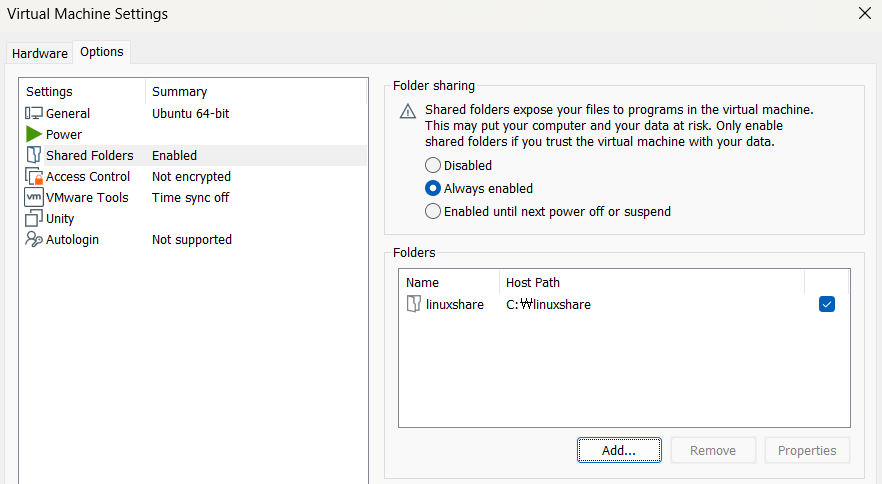 Virtual Machine Settings
Hardware Options
Settings Summary
General Ubuntu 64-bit
Power
Shared Folders Enabled
Access Control Not encrypted
vm VMware Tools Time sync off
Unity
Autologin Not supported
Folder sharing
Shared folders expose your files to programs in the virtual machine.
This may put your computer and your data at risk. Only enable
shared folders if you trust the virtual machine with your data.
Disabled
Always enabled
Enabled until next power off or suspend
Folders
Name Host Path
linuxshare C:₩linuxshare
Add... Remove Properties